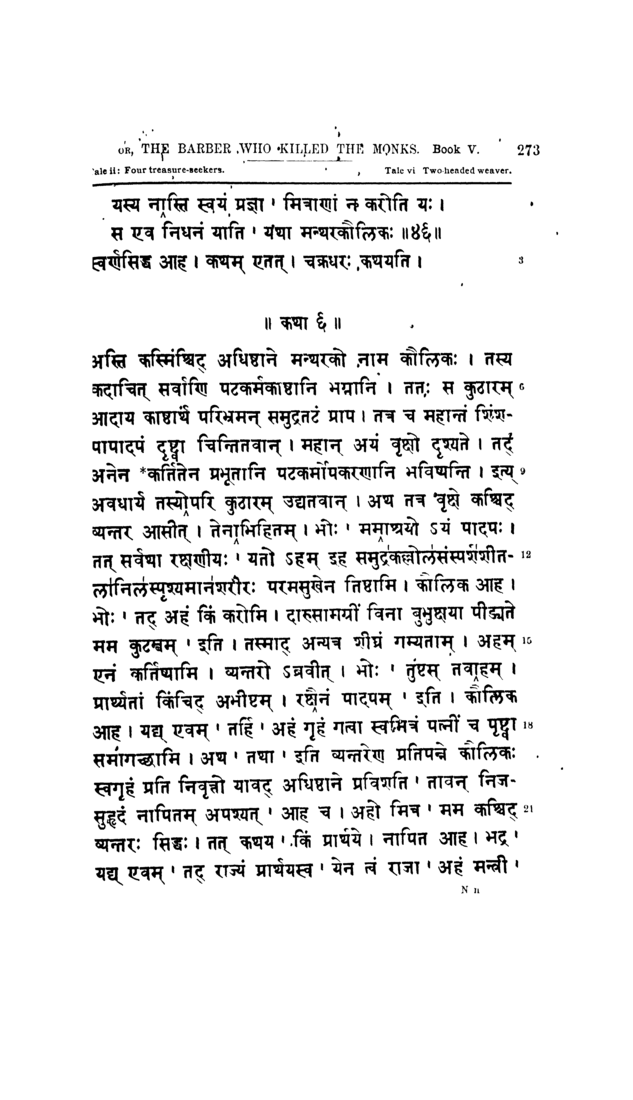 OR, THE BARBER WHO KILLED THE MONKS. Book V. 273
Tale ii: Four treasure-seekers. Tale vi Two-headed weaver.
यस्य नास्ति स्वयं प्रज्ञा ' मित्राणां न करोति यः ।
स एव निधनं याति ' यथा मन्थरकौलिकः ॥४६॥
स्वर्णसिद्ध आह । कथम् एतत् । चक्रधरः कथयति । 3
॥ कथा ६ ॥
अस्ति कस्मिंश्चिद् अधिष्ठाने मन्थरको नाम कौलिकः । तस्य
कदाचित् सर्वाणि पटकर्मकाष्ठानि भग्नानि । ततः स कुठारम् 6
आदाय काष्ठार्थे परिभ्रमन् समुद्रतटं प्राप । तत्र च महान्तं शिंश-
पापादपं दृष्ट्वा चिन्तितवान् । महान् अयं वृक्षो दृश्यते । तद्
अनेन *कर्तितेन प्रभूतानि पटकर्मोपकरणानि भविष्यन्ति । इत्य् 9
अवधार्य तस्योपरि कुठारम् उद्यतवान् । अथ तत्र वृक्षे कश्चिद्
व्यन्तर आसीत् । तेनाभिहितम् । भोः ' ममाश्रयो ऽयं पादपः ।
तत् सर्वथा रक्षणीयः ' यतो ऽहम् इह समुद्रकल्लोलसंस्पर्शशीत- 12
लानिलस्पृश्यमानशरीरः परमसुखेन तिष्ठामि । कौलिक आह ।
भोः ' तद् अहं किं करोमि । दारुसामग्रीं विना बुभुक्षया पीड्यते
मम कुटम्बम् ' इति । तस्माद् अन्यत्र शीघ्रं गम्यताम् । अहम् 15
एनं कर्तिष्यामि । व्यन्तरो ऽब्रवीत् । भोः ' तुष्टस् तवाहम् ।
प्रार्थ्यतां किंचिद् अभीष्टम् । रक्षैनं पादपम् ' इति । कौलिक
आह । यद्य् एवम् ' तर्हि ' अहं गृहं गत्वा स्वमित्रं पत्नीं च पृष्ट्वा 18
समागच्छामि । अथ ' तथा ' इति व्यन्तरेण प्रतिपन्ने कौलिकः
स्वगृहं प्रति निवृत्तो यावद् अधिष्ठाने प्रविशति ' तावन् निज-
सुहृदं नापितम् अपश्यत् ' आह च । अहो मित्र ' मम कश्चिद् 21
व्यन्तरः सिद्धः । तत् कथय ' किं प्रार्थये । नापित आह । भद्र '
यद्य् एवम् ' तद् राज्यं प्रार्थयस्व ' येन त्वं राजा ' अहं मन्त्री '
N n